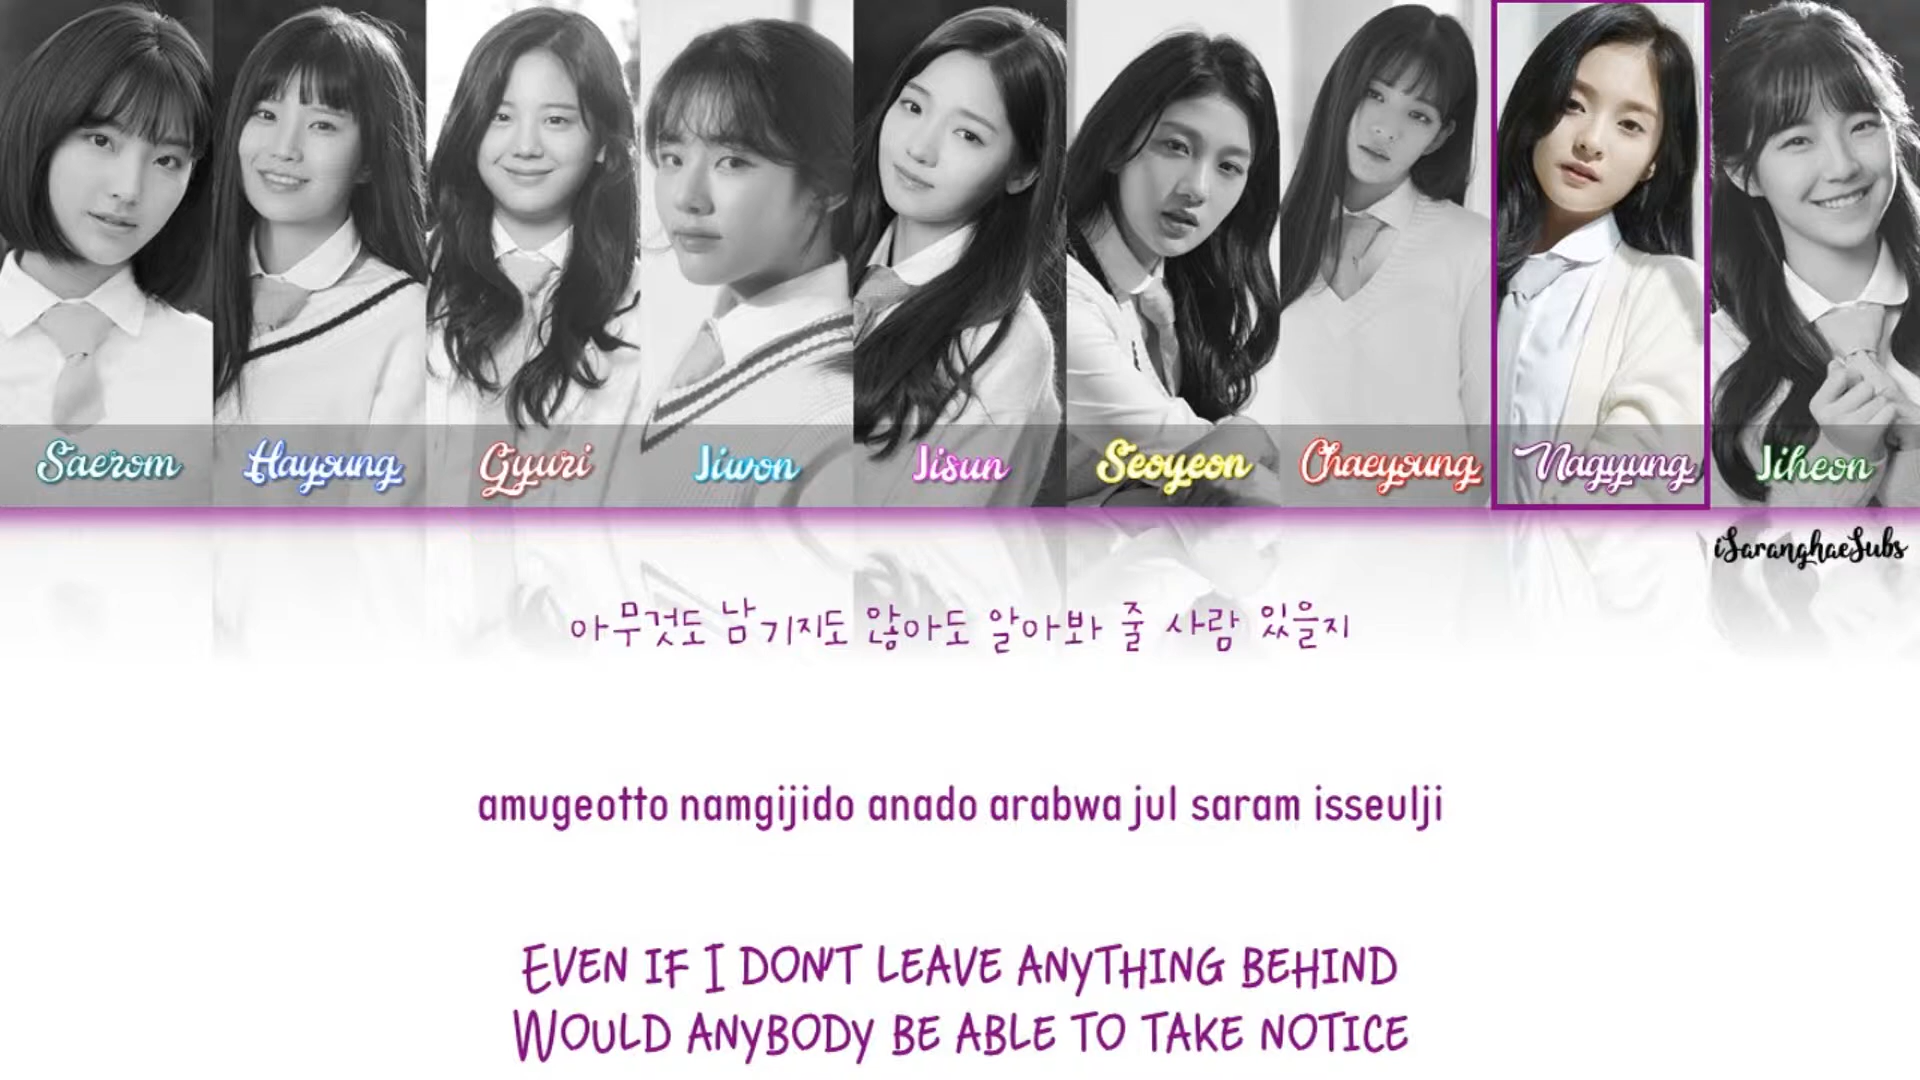 Saerom Hayoung Gyuri Jiwon Jisun Seoyeon Chaeyoung Nagyung Jiheon
iSaranghaeSubs
아무것도 남기지도 않아도 알아봐 줄 사람 있을지
amugeotto namgijido anado arabwa jul saram isseulji
EVEN IF I DON'T LEAVE ANYTHING BEHIND
WOULD ANYBODY BE ABLE TO TAKE NOTICE